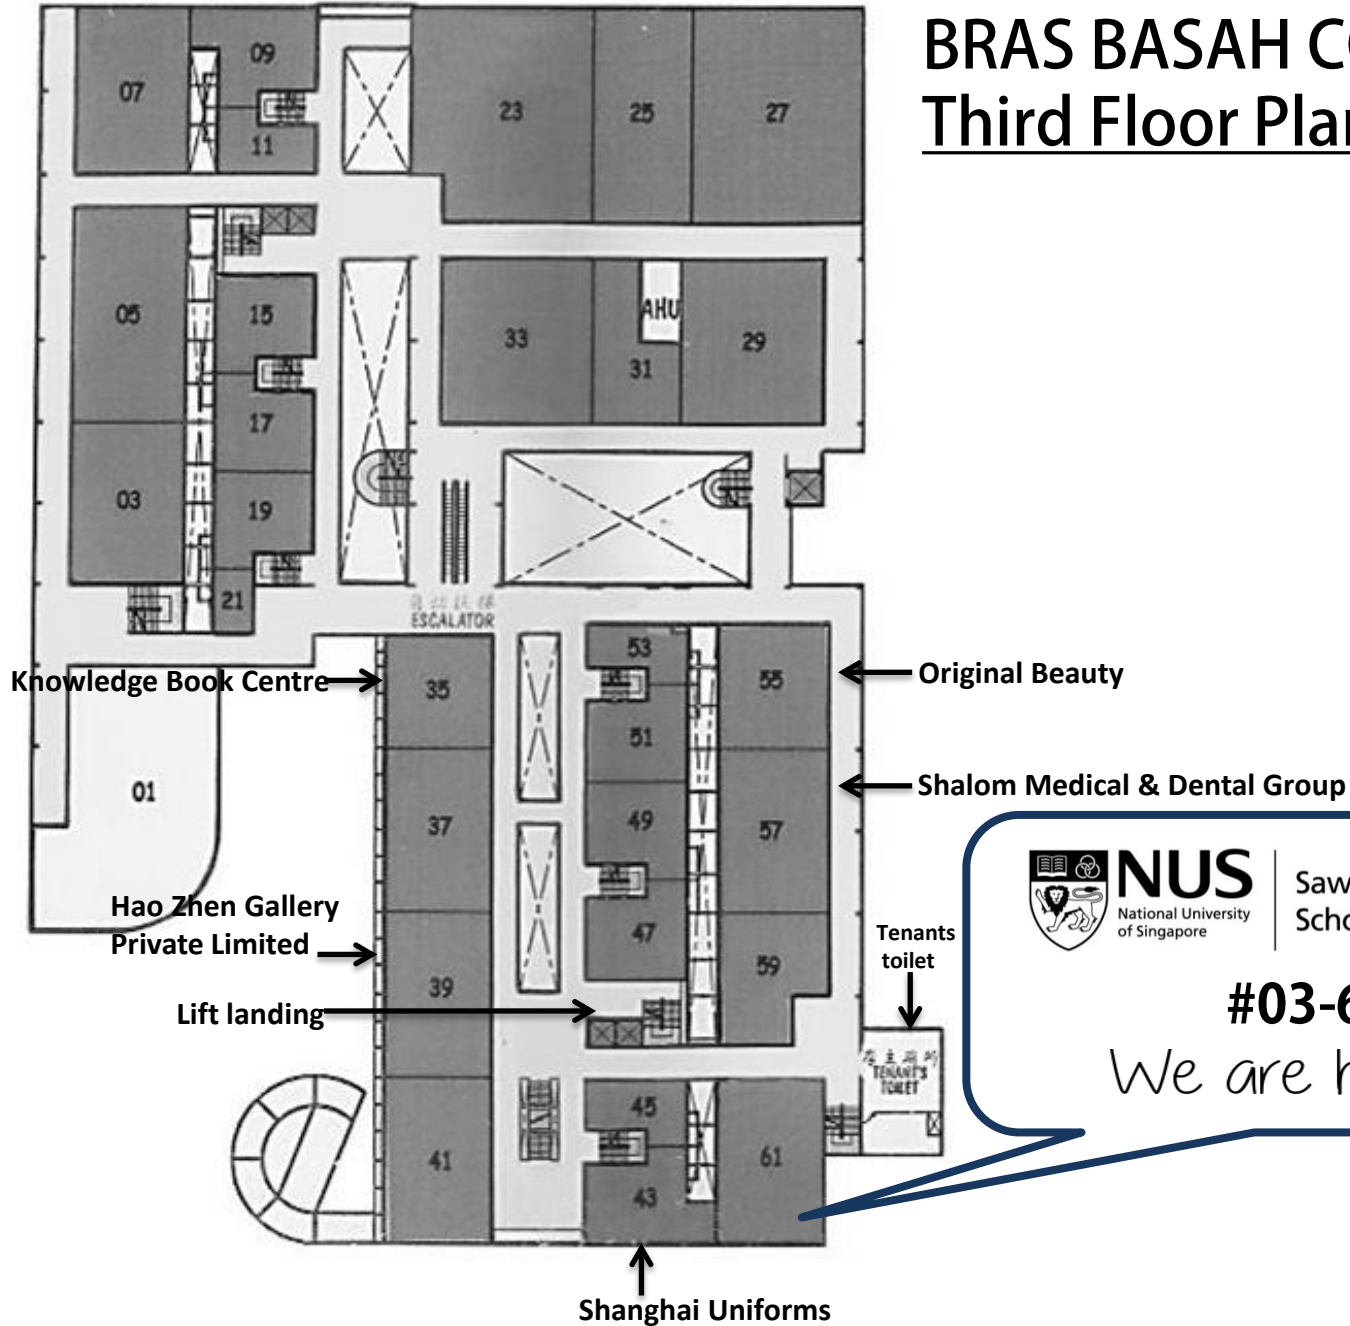 BRAS BASAH CO
Third Floor Plan
07
09
11
23
25
27
05
15
33
AHU
31
29
17
03
19
21
ESCALATOR
Knowledge Book Centre
35
53
55
Original Beauty
51
01
Shalom Medical & Dental Group
37
49
57
NUS
National University
of Singapore
Saw
Scho
Hao Zhen Gallery
Private Limited
47
59
Tenants
toilet
39
Lift landing
#03-6
We are h
TENANT'S
TOILET
45
41
61
43
Shanghai Uniforms